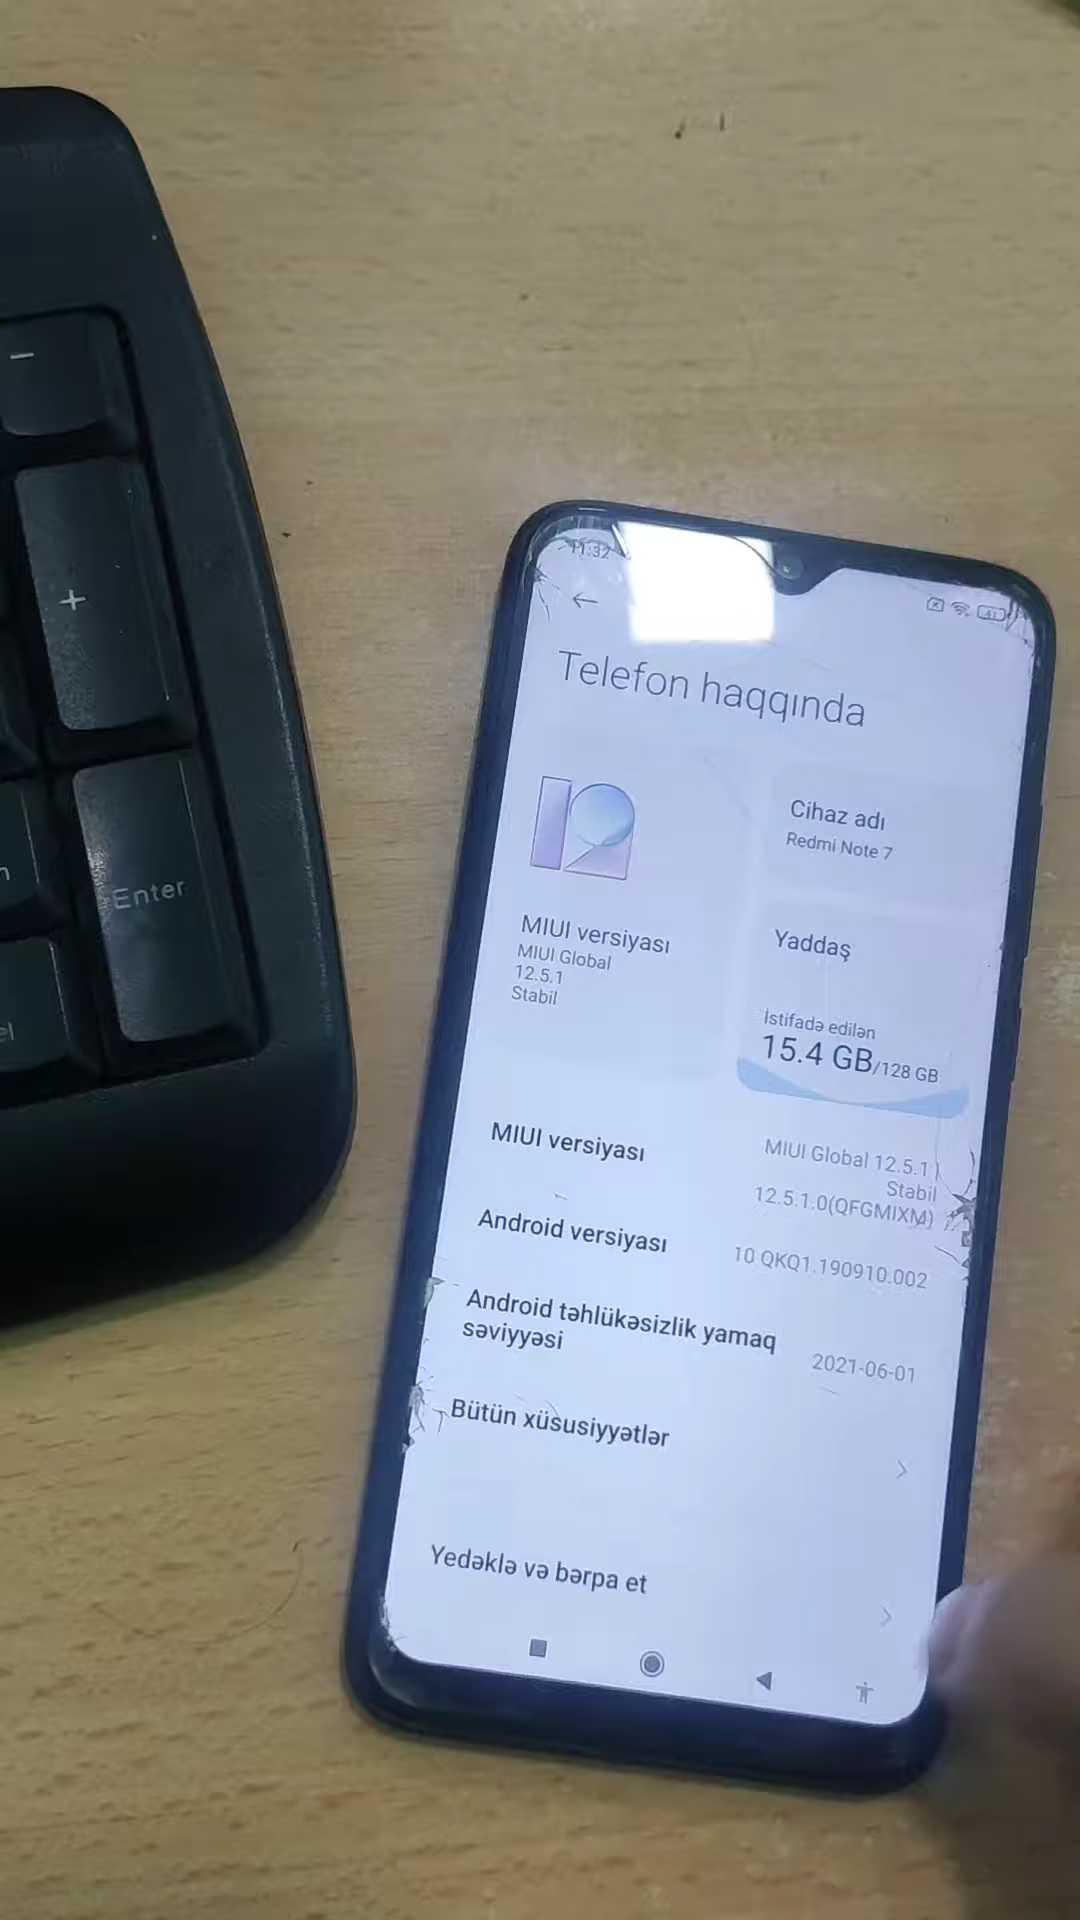 −
+
Enter
11:32
41
Telefon haqqında
Cihaz adı
Redmi Note 7
MIUI versiyası
MIUI Global
12.5.1
Stabil
Yaddaş
İstifadə edilən
15.4 GB/128 GB
MIUI versiyası
MIUI Global 12.5.1
Stabil
12.5.1.0(QFGMIXM)
Android versiyası
10 QKQ1.190910.002
Android təhlükəsizlik yamaq
səviyyəsi
2021-06-01
Bütün xüsusiyyətlər
Yedəklə və bərpa et